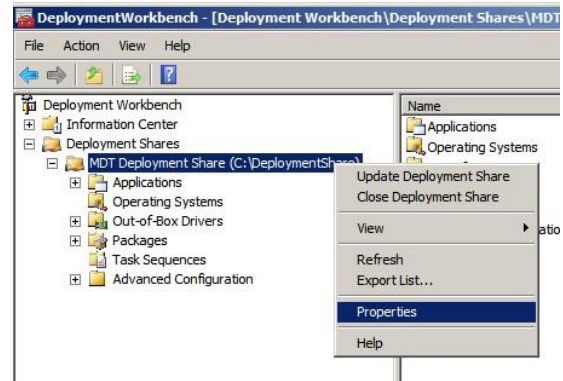 DeploymentWorkbench - [Deployment Workbench\Deployment Shares\MDT
File Action View Help
Deployment Workbench
Information Center
Deployment Shares
MDT Deployment Share (C:\DeploymentShare)
Applications
Operating Systems
Out-of-Box Drivers
Packages
Task Sequences
Advanced Configuration
Name
Applications
Operating Systems
Update Deployment Share
Close Deployment Share
View
Refresh
Export List...
Properties
Help